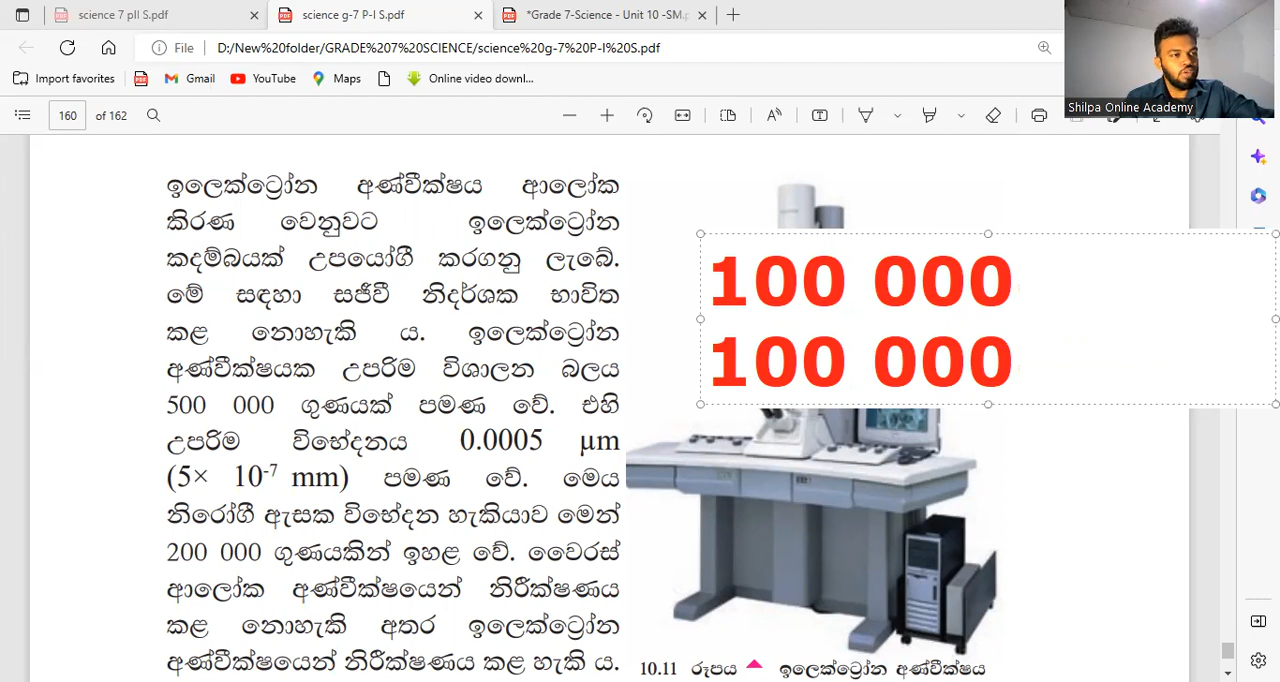 science 7 pII S.pdf
science g-7 P-I S.pdf
*Grade 7-Science - Unit 10 -SM.p
File
D:/New%20folder/GRADE%207%20SCIENCE/science%20g-7%20P-I%20S.pdf
Import favorites
Gmail
YouTube
Maps
Online video downl...
Shilpa Online Academy
160 of 162
ඉලෙක්ට්‍රෝන අණ්වීක්ෂය ආලෝක
කිරණ වෙනුවට ඉලෙක්ට්‍රෝන
කදම්බයක් උපයෝගී කරගනු ලැබේ.
මේ සඳහා සජීවී නිදර්ශක භාවිත
කළ නොහැකි ය. ඉලෙක්ට්‍රෝන
අණ්වීක්ෂයක උපරිම විශාලන බලය
500 000 ගුණයක් පමණ වේ. එහි
උපරිම විභේදනය 0.0005 µm
(5× 10⁻⁷ mm) පමණ වේ. මෙය
නිරෝගී ඇසක විභේදන හැකියාව මෙන්
200 000 ගුණයකින් ඉහළ වේ. වෛරස්
ආලෝක අණ්වීක්ෂයෙන් නිරීක්ෂණය
කළ නොහැකි අතර ඉලෙක්ට්‍රෝන
අණ්වීක්ෂයෙන් නිරීක්ෂණය කළ හැකි ය.
100 000
100 000
10.11 රූපය ඉලෙක්ට්‍රෝන අණ්වීක්ෂය